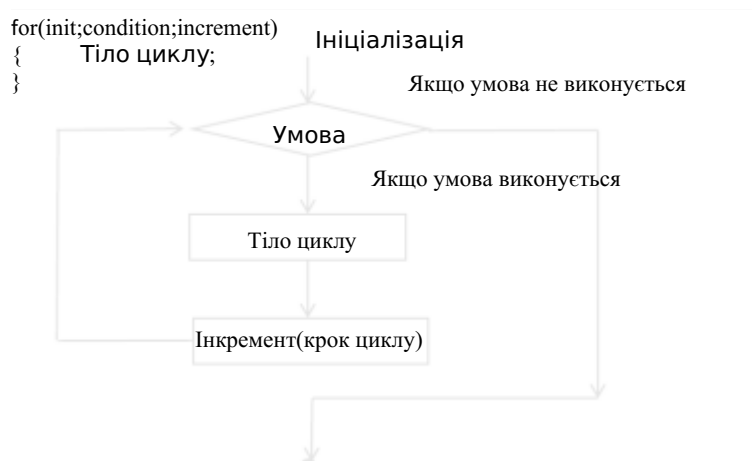 for(init;condition;increment)
{ Тіло циклу;
}
Ініціалізація
Якщо умова не виконується
Умова
Якщо умова виконується
Тіло циклу
Інкремент(крок циклу)